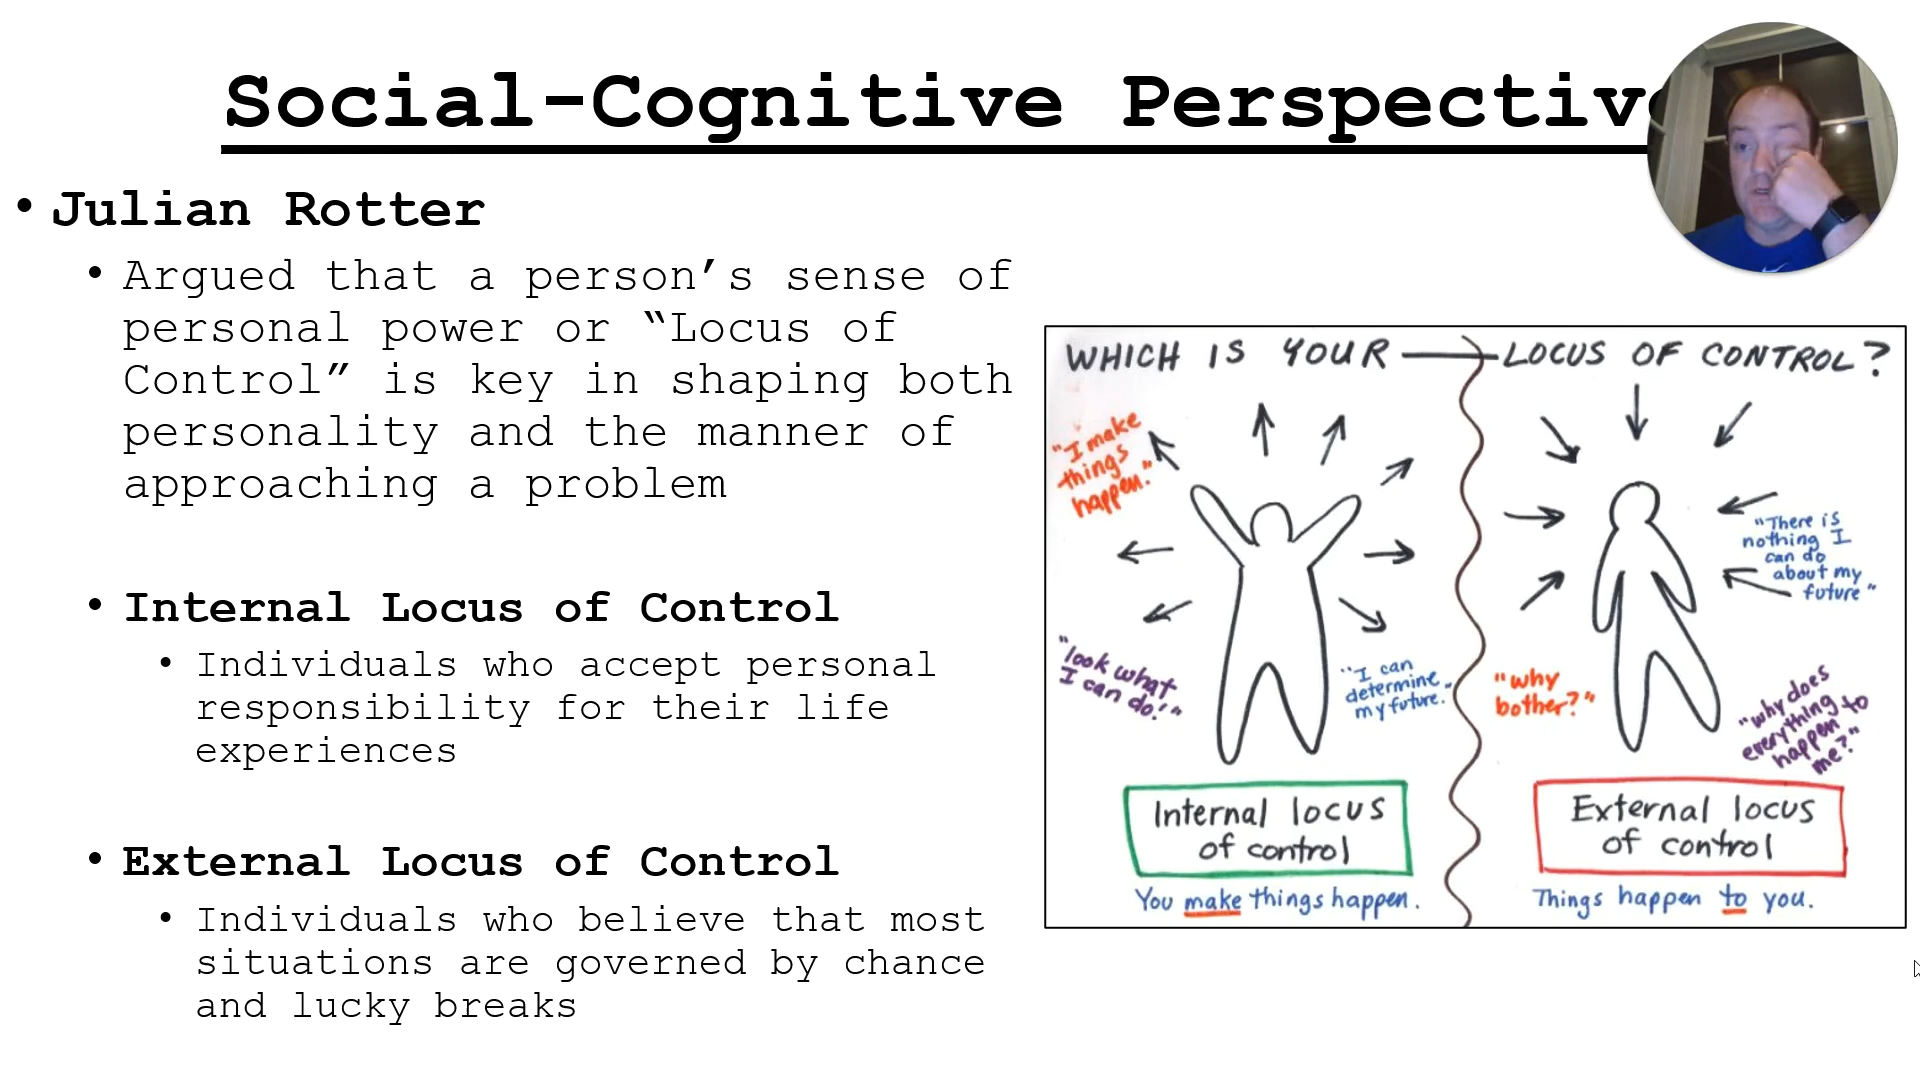 Social-Cognitive Perspectiv
• Julian Rotter
• Argued that a person’s sense of
personal power or “Locus of
Control” is key in shaping both
personality and the manner of
approaching a problem
• Internal Locus of Control
• Individuals who accept personal
responsibility for their life
experiences
• External Locus of Control
• Individuals who believe that most
situations are governed by chance
and lucky breaks
WHICH IS YOUR — LOCUS OF CONTROL?
"I make
things
happen."
"look what
I can do!"
"I can
determine
my future."
Internal locus
of control
You make things happen.
"There is
nothing I
can do
about my
future"
"why
bother?"
"why does
everything
happen to
me?"
External locus
of control
Things happen to you.